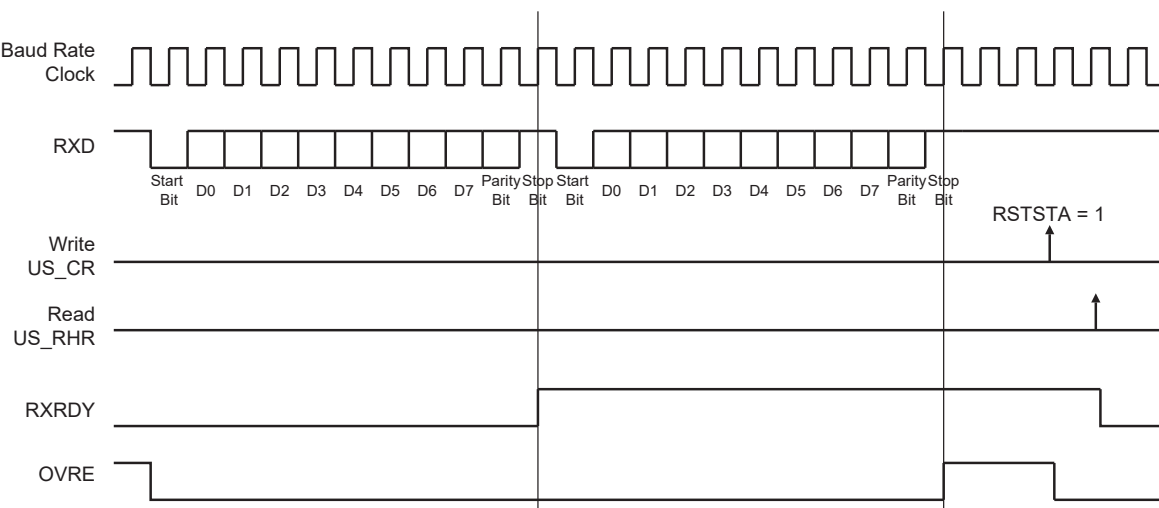 Baud Rate
Clock
RXD
Start
Bit
D0
D1
D2
D3
D4
D5
D6
D7
Parity
Bit
Stop
Bit
Start
Bit
D0
D1
D2
D3
D4
D5
D6
D7
Parity
Bit
Stop
Bit
RSTSTA = 1
Write
US_CR
Read
US_RHR
RXRDY
OVRE